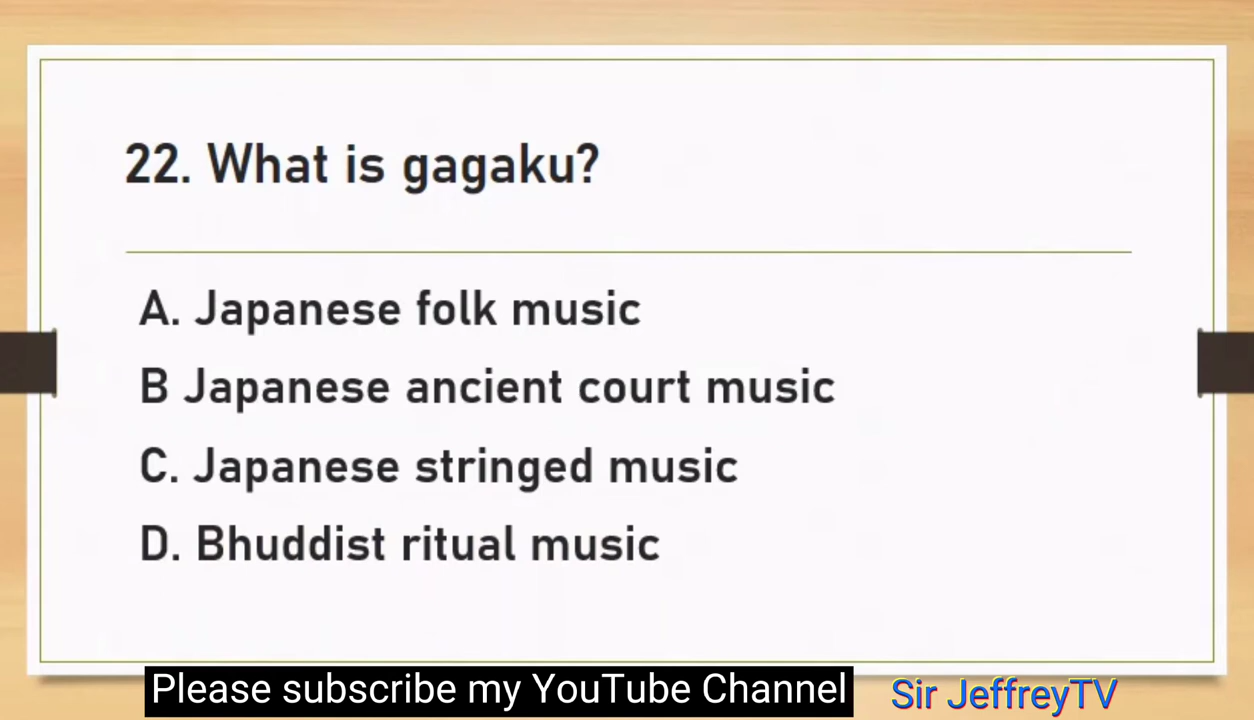 22. What is gagaku?
A. Japanese folk music
B Japanese ancient court music
C. Japanese stringed music
D. Bhuddist ritual music
Please subscribe my YouTube Channel
Sir JeffreyTV